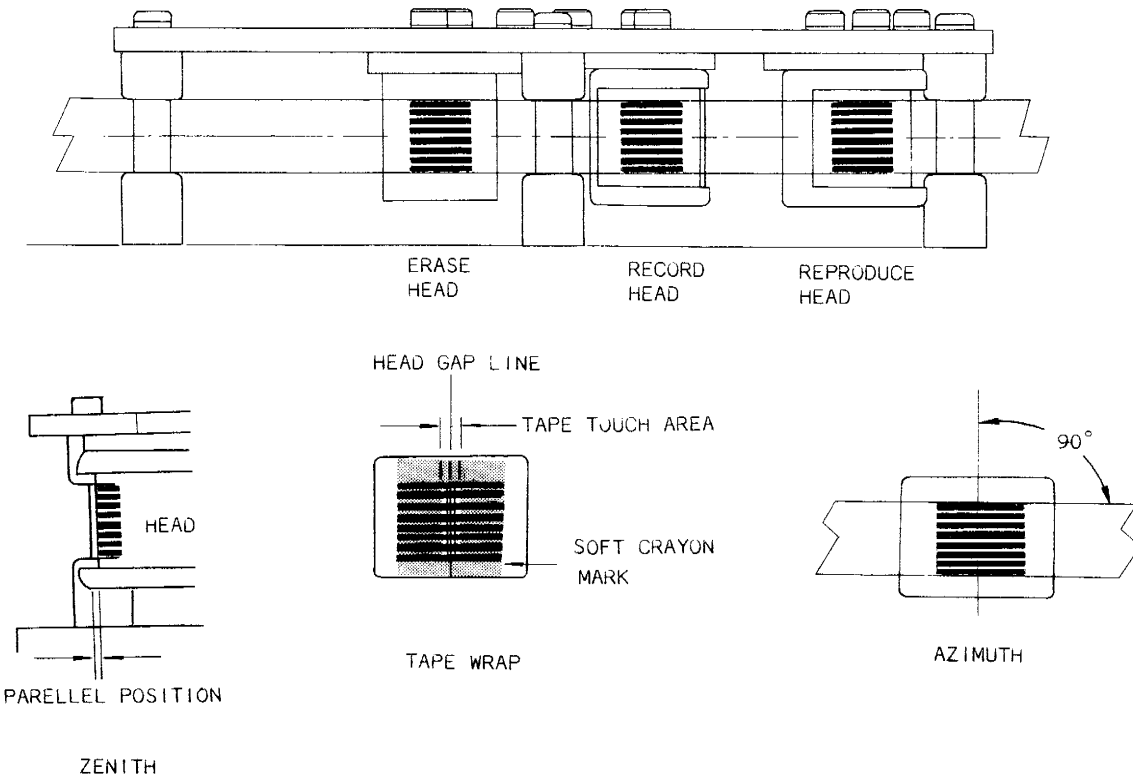 ERASE
HEAD
RECORD
HEAD
REPRODUCE
HEAD
HEAD GAP LINE
TAPE TOUCH AREA
SOFT CRAYON
MARK
TAPE WRAP
HEAD
PARELLEL POSITION
ZENITH
90°
AZIMUTH